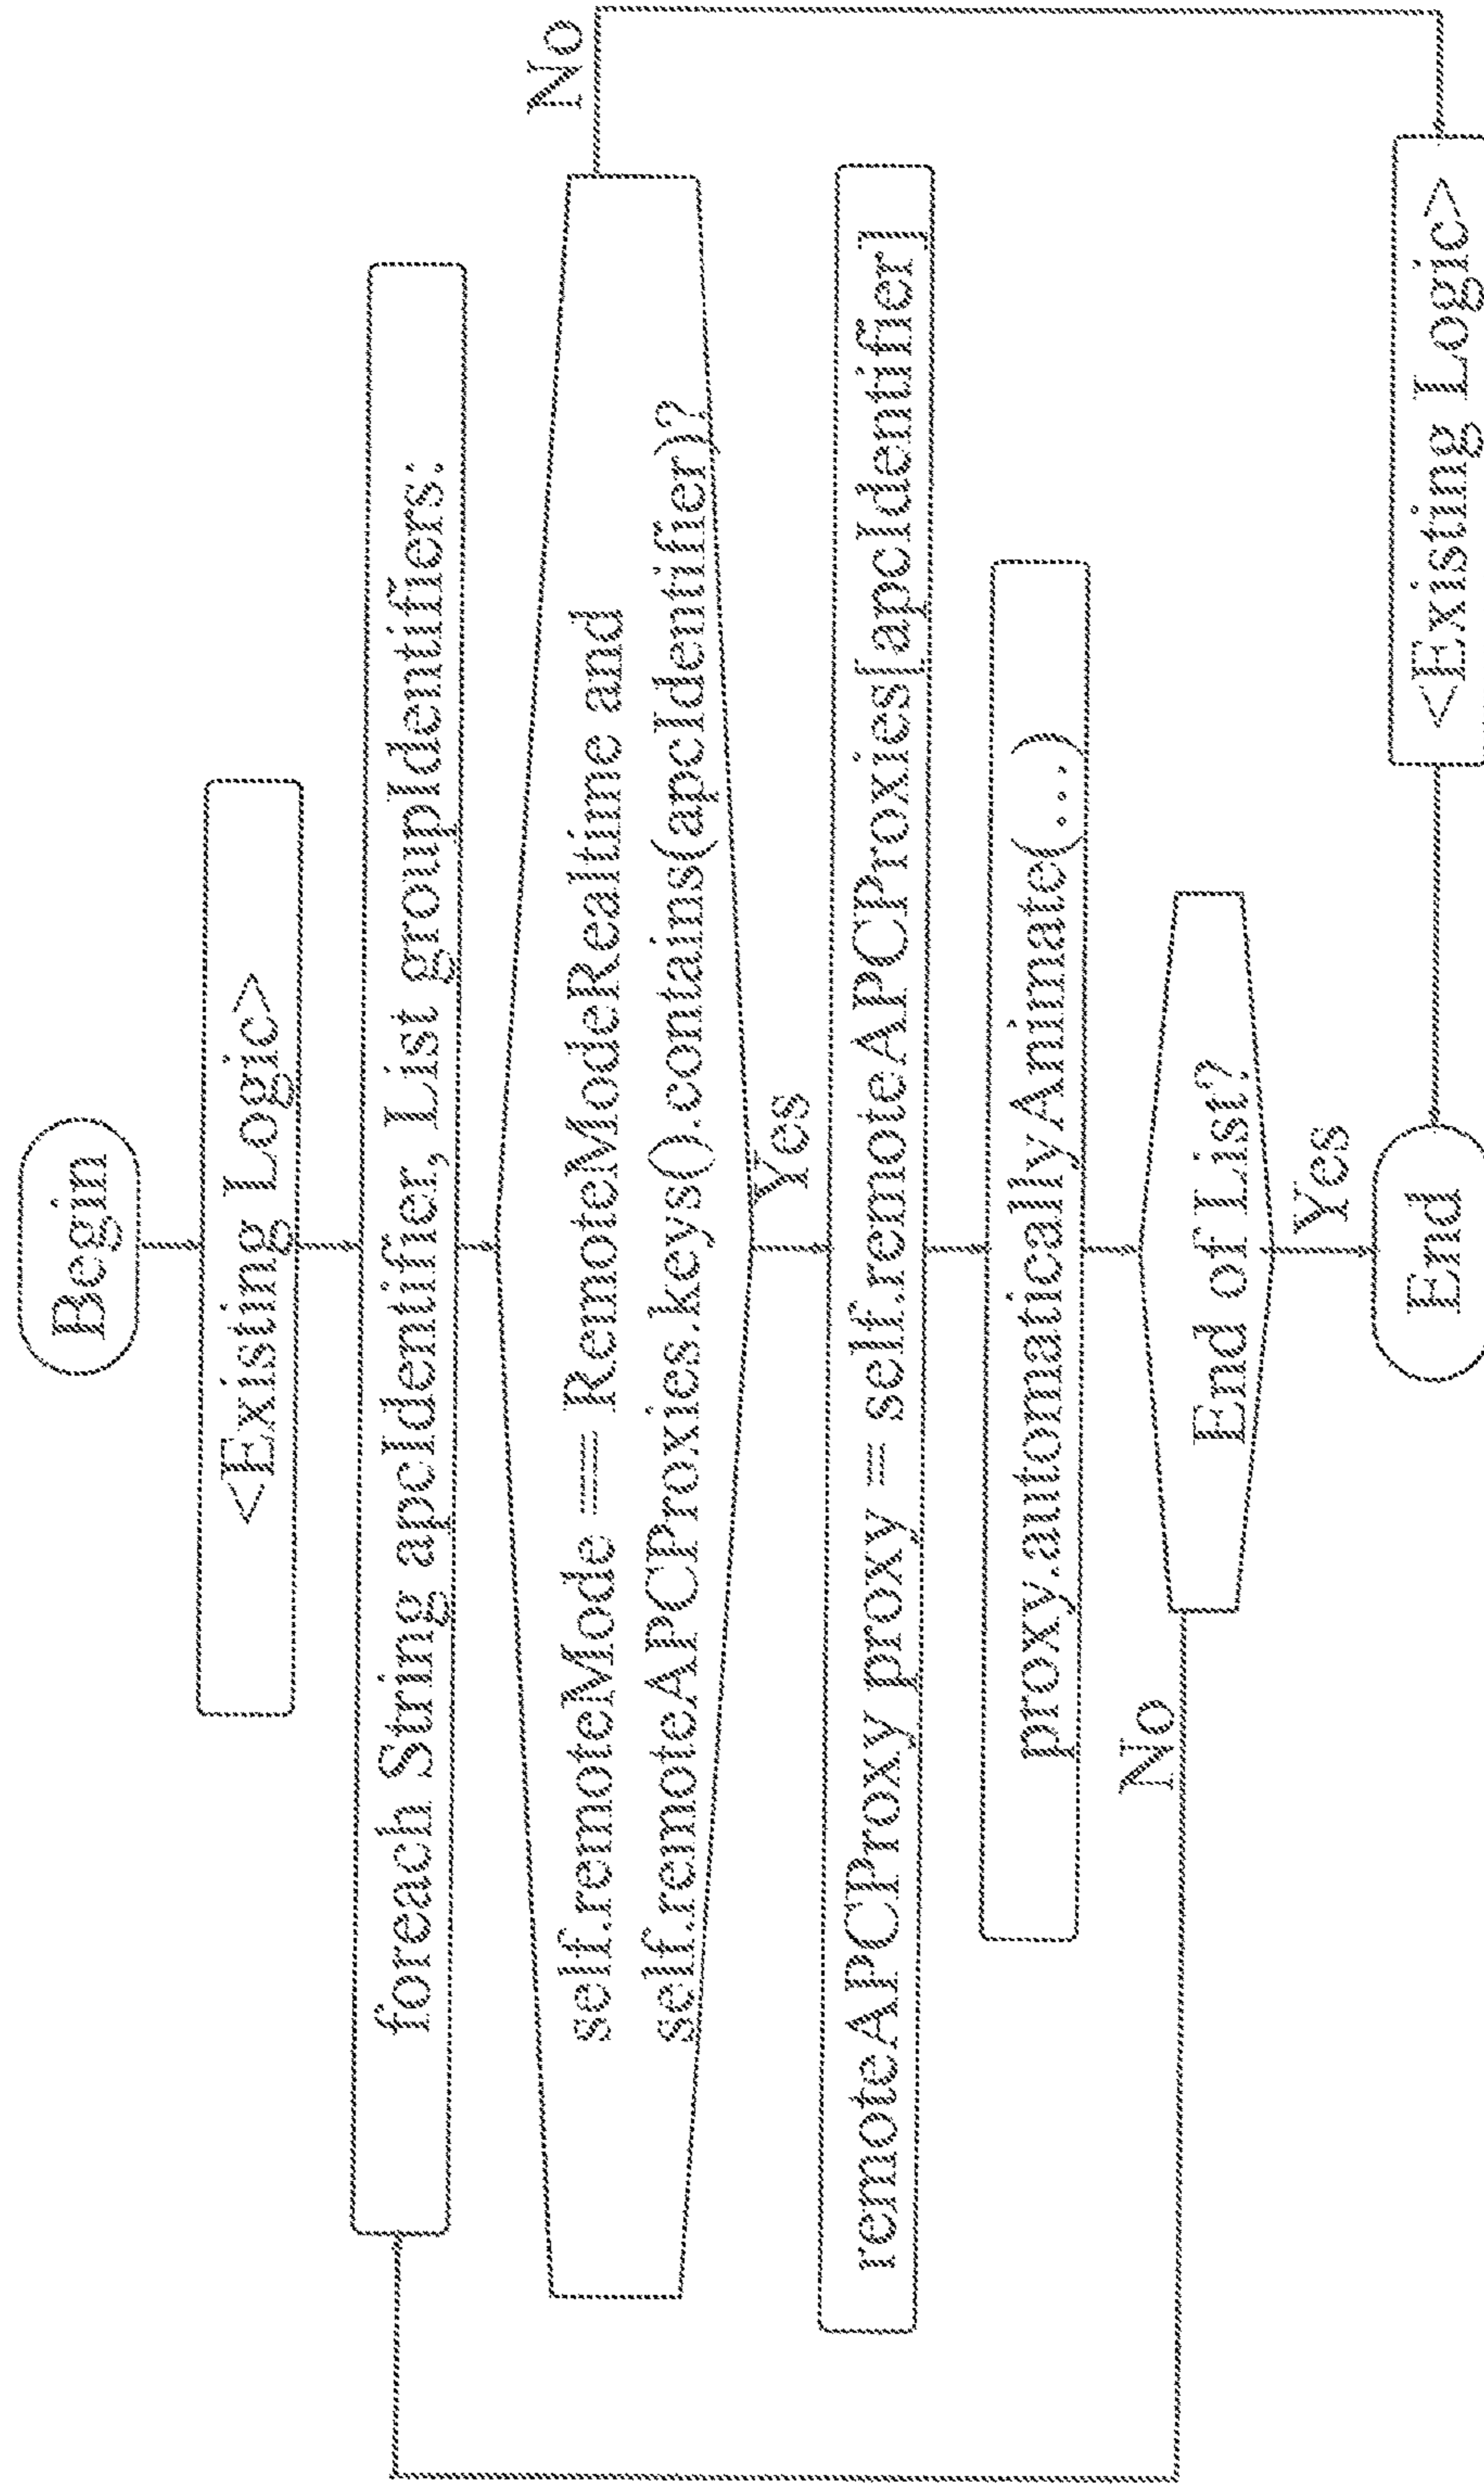 Begin
<Existing Logic>
foreach String apcIdentifier, List groupIdentifiers:
self.remoteMode == RemoteModeRealtime and
self.remoteAPCProxies.keys().contains(apcIdentifier)?
No
Yes
remoteAPCProxy proxy = self.remoteAPCProxies[apcIdentifier]
proxy.automaticallyAnimate(...)
No
End of List?
Yes
End
<Existing Logic>